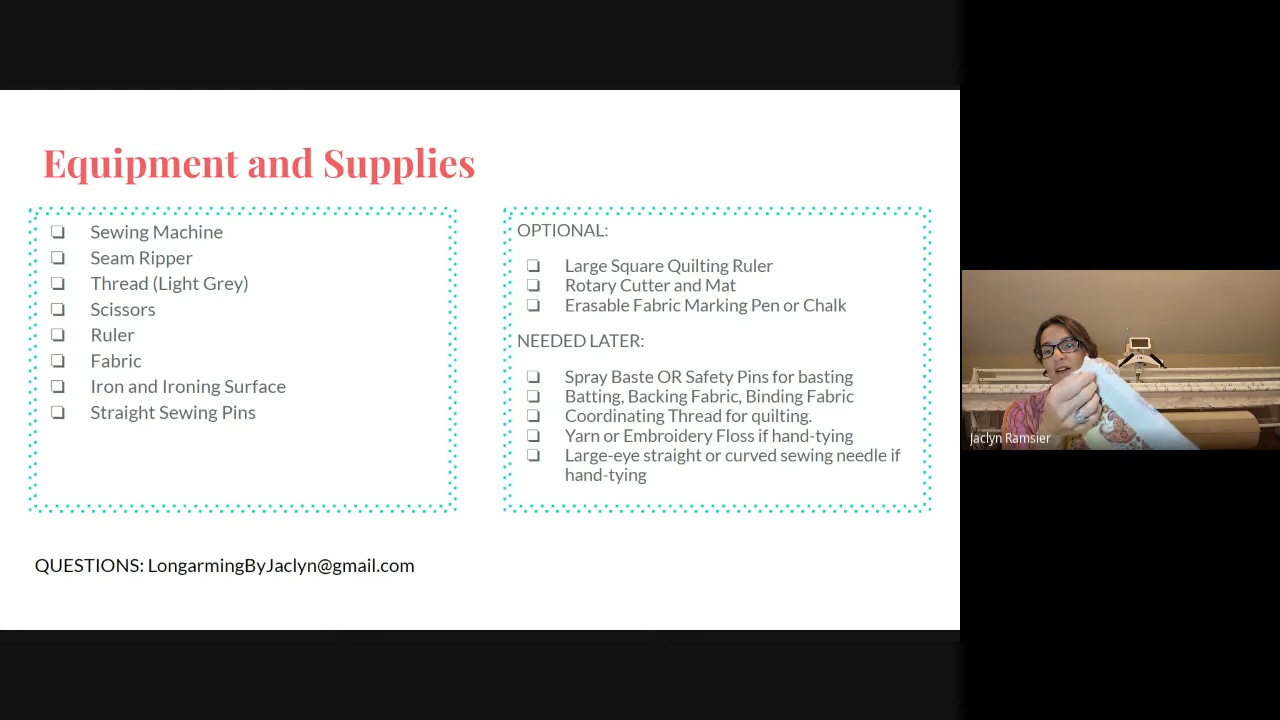 Equipment and Supplies
❏ Sewing Machine
❏ Seam Ripper
❏ Thread (Light Grey)
❏ Scissors
❏ Ruler
❏ Fabric
❏ Iron and Ironing Surface
❏ Straight Sewing Pins
OPTIONAL:
❏ Large Square Quilting Ruler
❏ Rotary Cutter and Mat
❏ Erasable Fabric Marking Pen or Chalk
NEEDED LATER:
❏ Spray Baste OR Safety Pins for basting
❏ Batting, Backing Fabric, Binding Fabric
❏ Coordinating Thread for quilting.
❏ Yarn or Embroidery Floss if hand-tying
❏ Large-eye straight or curved sewing needle if
hand-tying
QUESTIONS: LongarmingByJaclyn@gmail.com
Jaclyn Ramsier